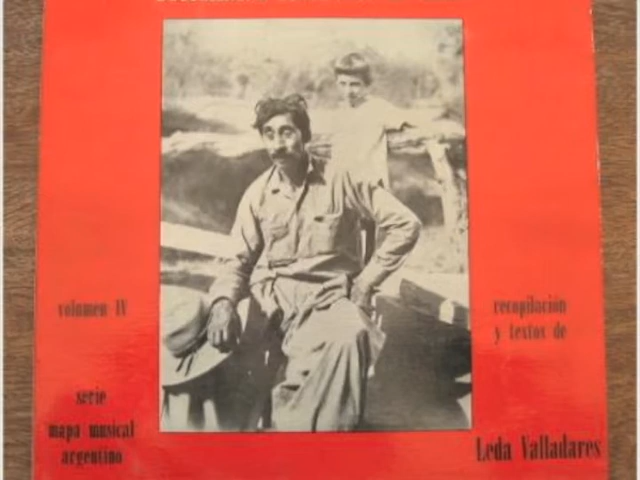 volumen IV
recopilación
y textos de
serie
mapa musical
argentino
Leda Valladares